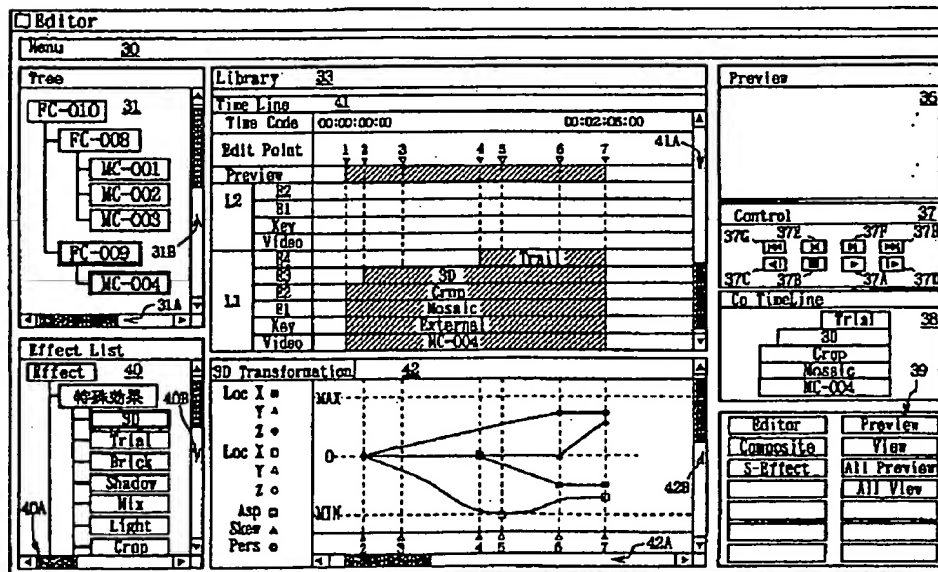 Editor
Menu 30
Tree
FC-010 31
FC-008
MC-001
MC-002
MC-003
FC-009 31B
MC-004
31A
Library 33
Time Line 41
Time Code 00:00:00:00 00:02:05:00
41A
Edit Point 1 2 3 4 5 6 7
Preview
L2
E2
E1
Key
Video
L1
E4 Trail
E3 3D
E2 Crop
E1 Mosaic
Key External
Video MC-004
Preview
36
Control 37
37G 37E 37F 37H
37C 37B 37A 37D
Co TimeLine
38
Trial
3D
Crop
Mosaic
MC-004
39
Effect List
Effect 40
特殊効果 40B
3D
Trial
Brick
Shadow
Mix
Light
Crop
40A
3D Transformation 42
Loc X
Y
Z
Loc X
Y
Z
Asp
Skew
Pers
MAX
0
MIN
2 3 4 5 6 7
42A
42B
Editor Preview
Composite View
S-Effect All Preview
All View